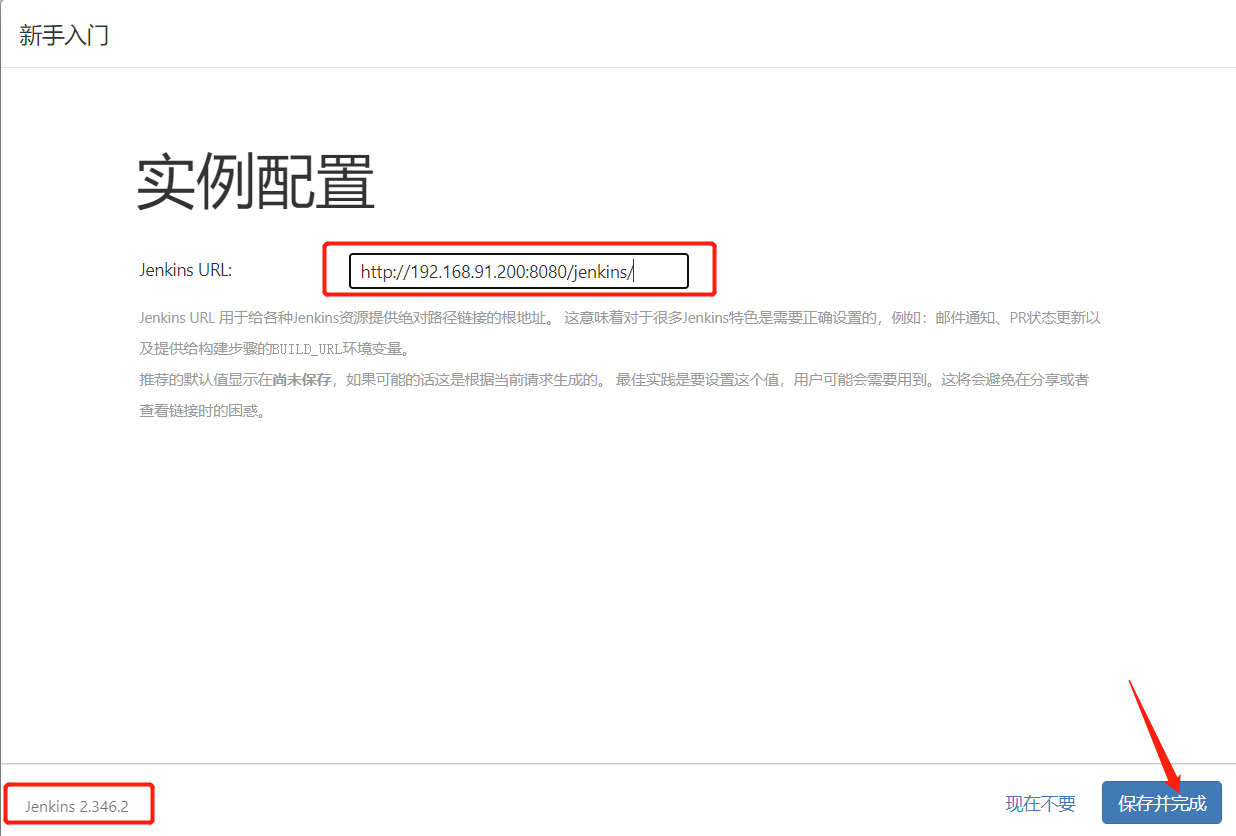 新手入门
实例配置
Jenkins URL:
http://192.168.91.200:8080/jenkins/
Jenkins URL 用于给各种Jenkins资源提供绝对路径链接的根地址。 这意味着对于很多Jenkins特色是需要正确设置的，例如：邮件通知、PR状态更新以
及提供给构建步骤的BUILD_URL环境变量。
推荐的默认值显示在尚未保存，如果可能的话这是根据当前请求生成的。 最佳实践是要设置这个值，用户可能会需要用到。这将会避免在分享或者
查看链接时的困惑。
Jenkins 2.346.2
现在不要
保存并完成